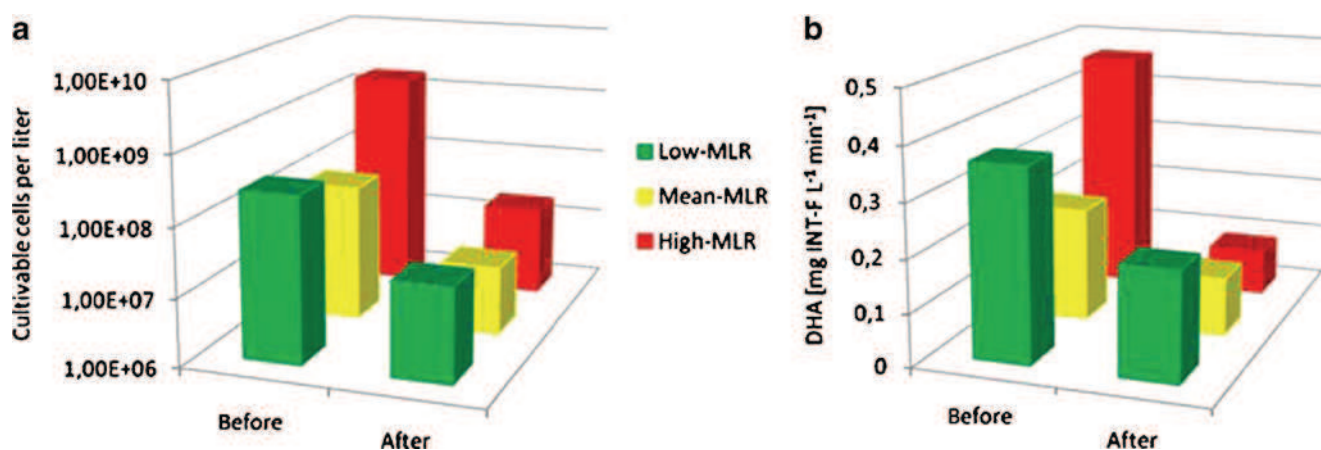 a
Cultivable cells per liter
1,00E+10
1,00E+09
1,00E+08
1,00E+07
1,00E+06
Before
After
Low-MLR
Mean-MLR
High-MLR
b
DHA [mg INT-F L⁻¹ min⁻¹]
0,5
0,4
0,3
0,2
0,1
0
Before
After